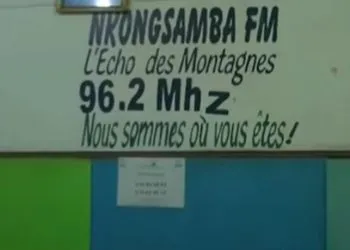 NKONGSAMBA FM
L'Echo des Montagnes
96.2 Mhz
Nous sommes où vous êtes!